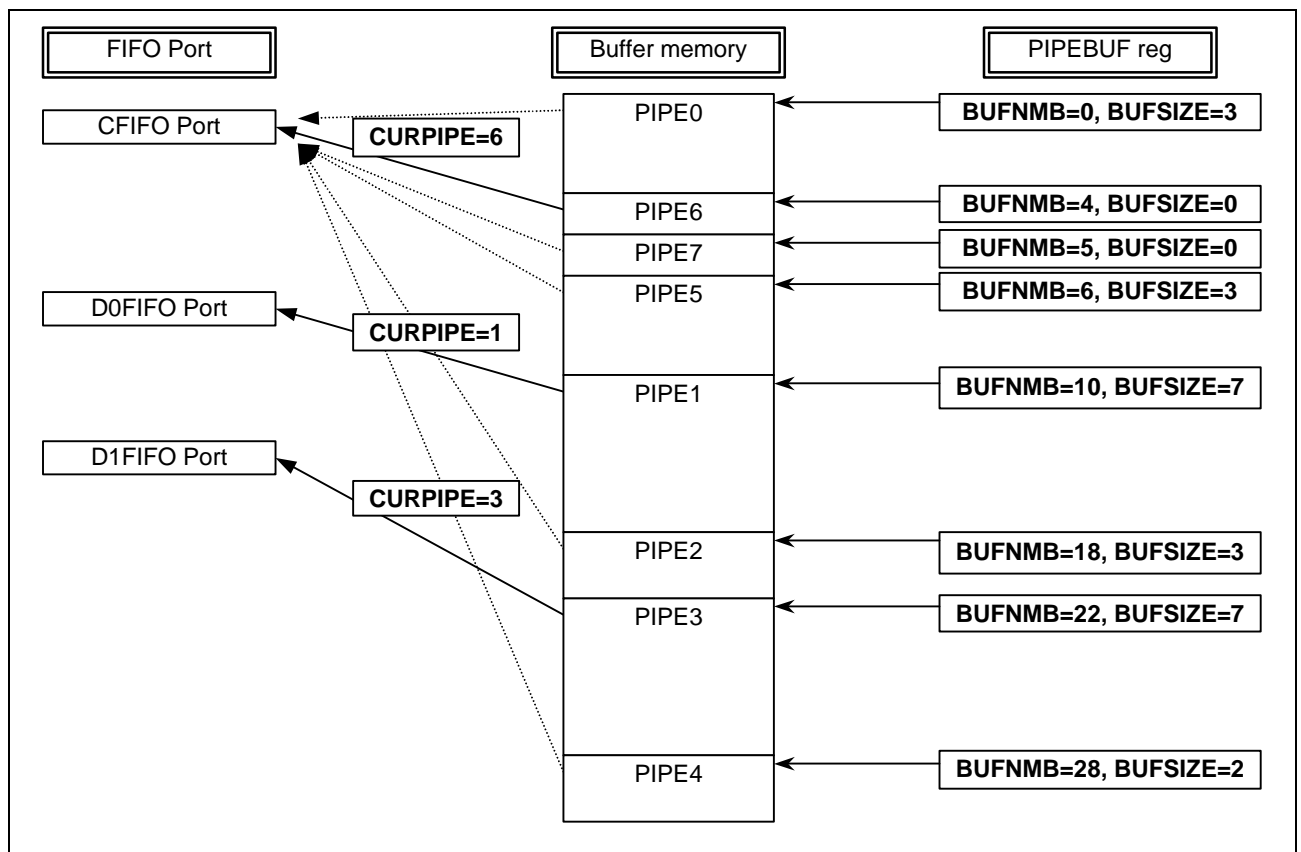 FIFO Port
Buffer memory
PIPEBUF reg
CFIFO Port
CURPIPE=6
PIPE0
BUFNMB=0, BUFSIZE=3
PIPE6
BUFNMB=4, BUFSIZE=0
PIPE7
BUFNMB=5, BUFSIZE=0
PIPE5
BUFNMB=6, BUFSIZE=3
D0FIFO Port
CURPIPE=1
PIPE1
BUFNMB=10, BUFSIZE=7
D1FIFO Port
CURPIPE=3
PIPE2
BUFNMB=18, BUFSIZE=3
PIPE3
BUFNMB=22, BUFSIZE=7
PIPE4
BUFNMB=28, BUFSIZE=2